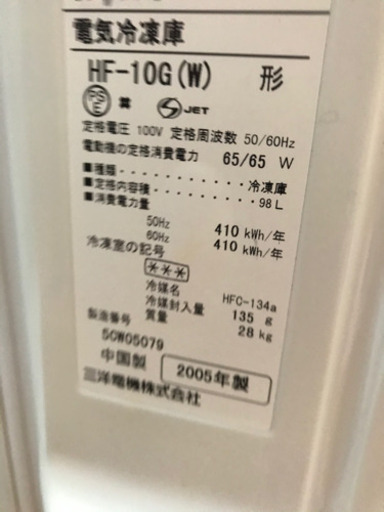 電気冷凍庫
HF-10G(W) 形
PSE JET
定格電圧 100V 定格周波数 50/60Hz
電動機の定格消費電力 65/65 W
■種類・・・・・・・・・・・冷凍庫
■定格内容積・・・・・・・・・98L
■消費電力量
50Hz 410 kWh/年
60Hz 410 kWh/年
冷凍室の記号
***
冷媒名 HFC-134a
冷媒封入量 135 g
質量 28 kg
製造番号
50W05079
中国製 2005年製
三洋電機株式会社